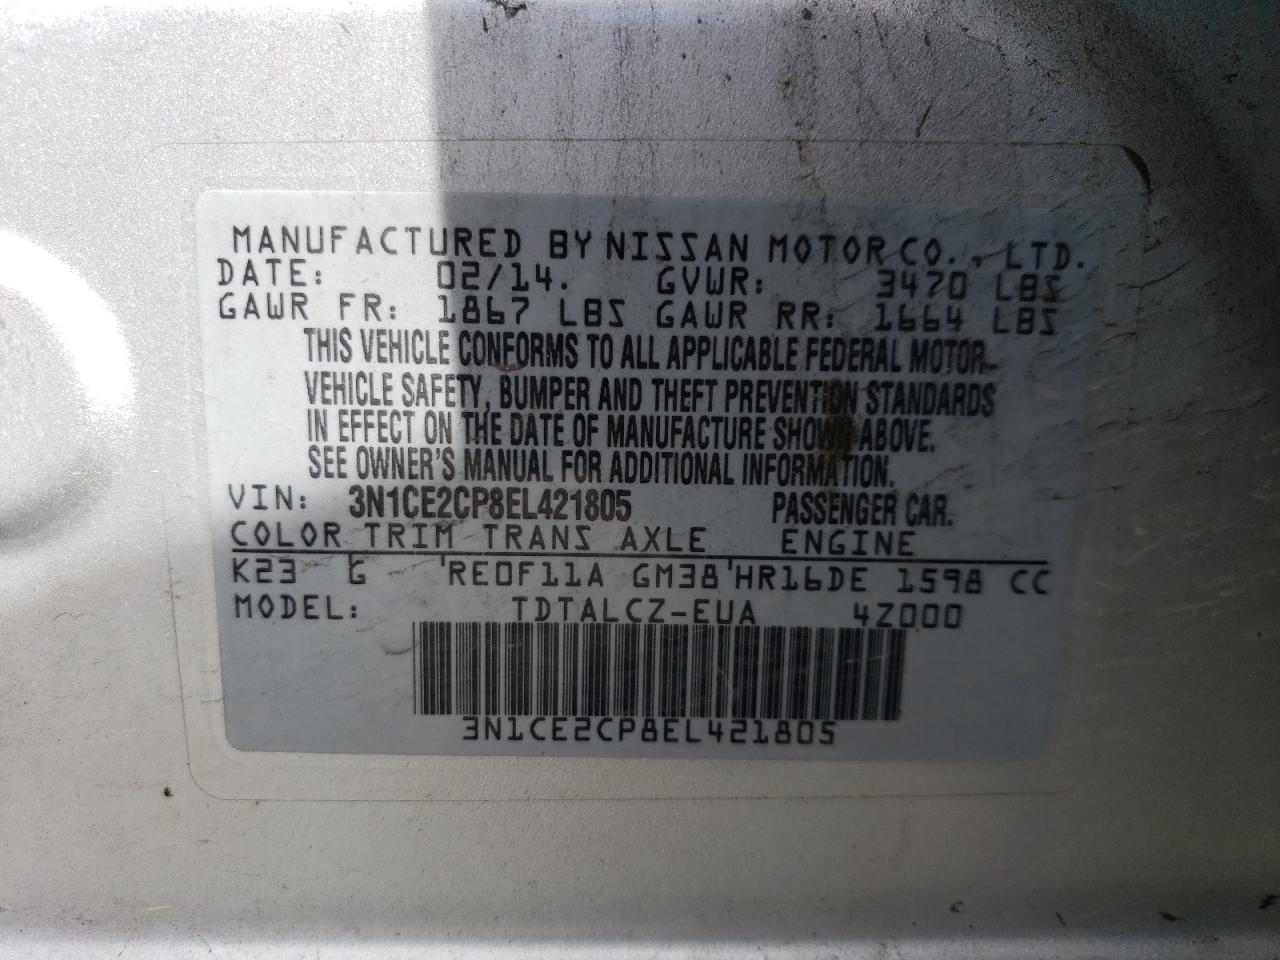 MANUFACTURED BY NISSAN MOTOR CO., LTD.
DATE: 02/14. GVWR: 3470 LBS
GAWR FR: 1867 LBS GAWR RR: 1664 LBS
THIS VEHICLE CONFORMS TO ALL APPLICABLE FEDERAL MOTOR
VEHICLE SAFETY, BUMPER AND THEFT PREVENTION STANDARDS
IN EFFECT ON THE DATE OF MANUFACTURE SHOWN ABOVE.
SEE OWNER'S MANUAL FOR ADDITIONAL INFORMATION.
VIN: 3N1CE2CP8EL421805 PASSENGER CAR.
COLOR TRIM TRANS AXLE ENGINE
K23 G RE0F11A GM38 HR16DE 1598 CC
MODEL: TDTALCZ-EUA 4Z000
3N1CE2CP8EL421805